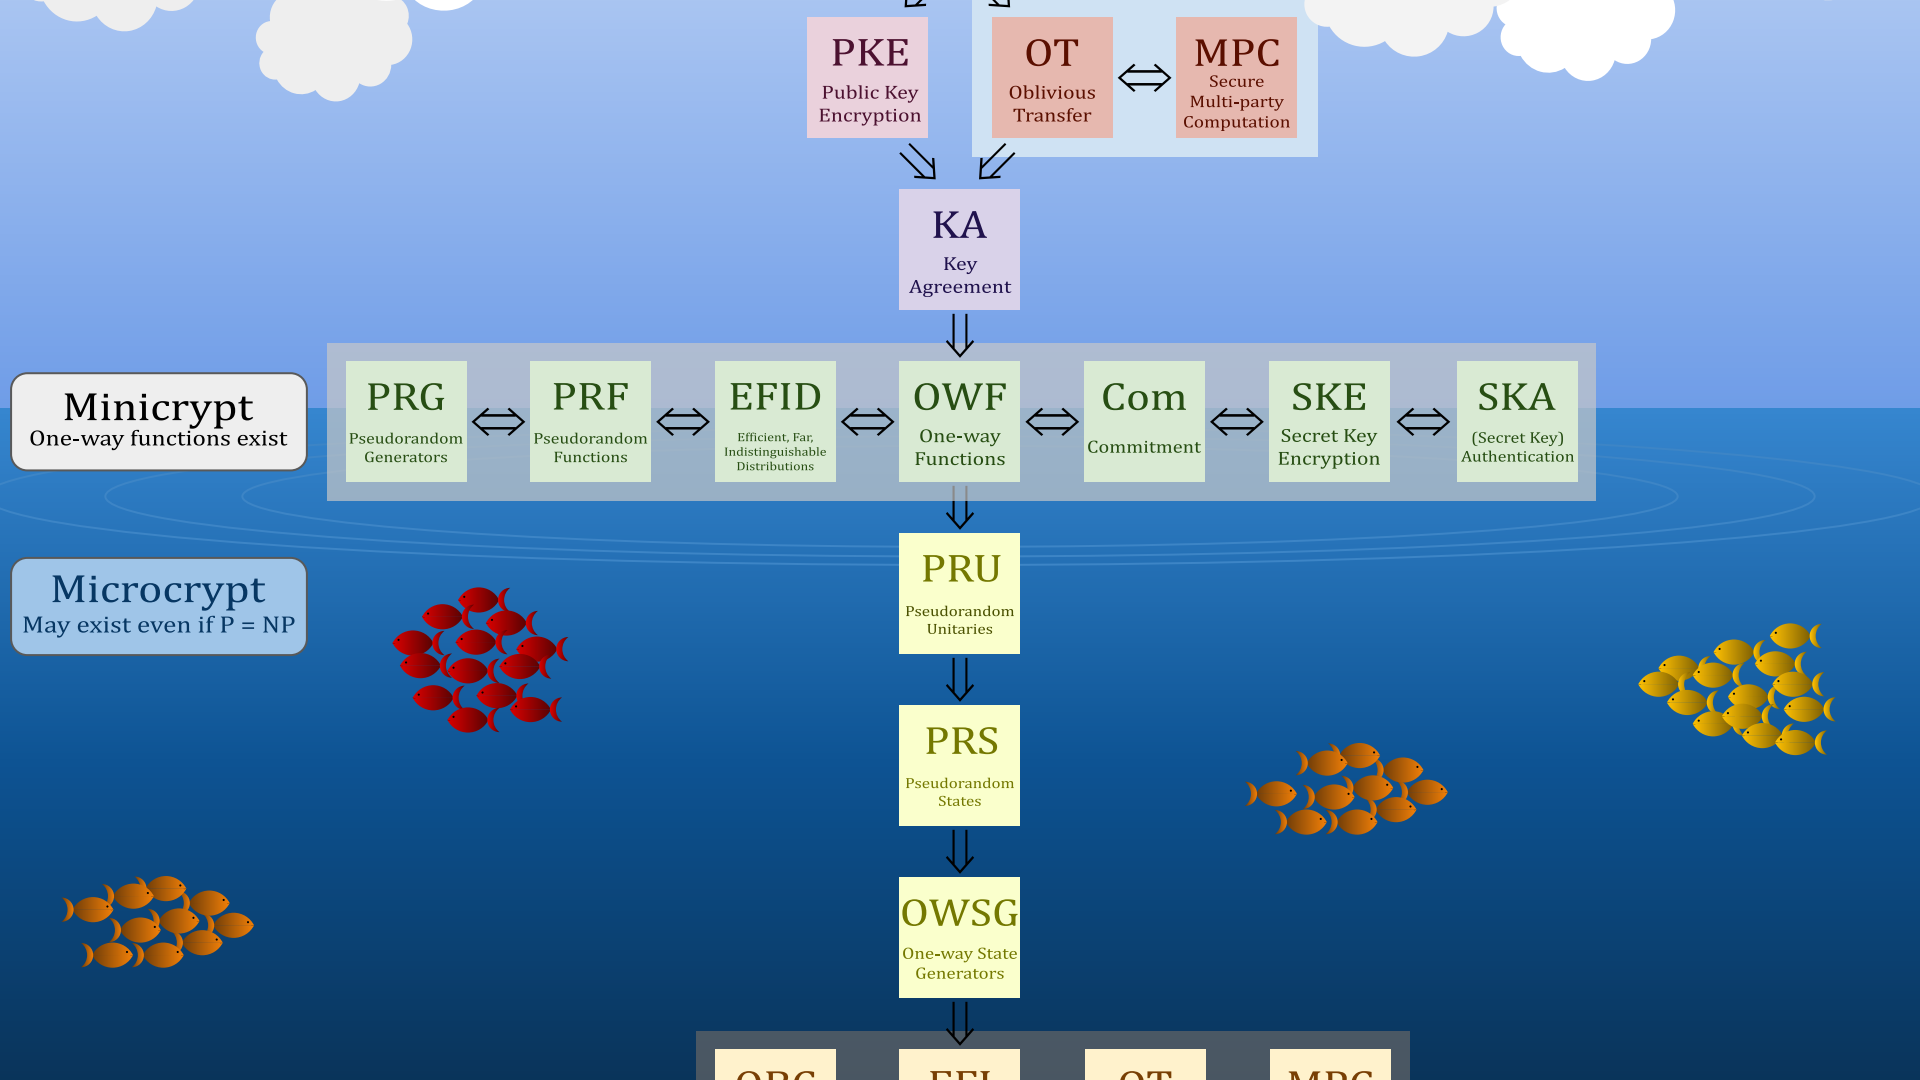 PKE
Public Key
Encryption
OT
Oblivious
Transfer
MPC
Secure
Multi-party
Computation
KA
Key
Agreement
Minicrypt
One-way functions exist
PRG
Pseudorandom
Generators
PRF
Pseudorandom
Functions
EFID
Efficient, Far,
Indistinguishable
Distributions
OWF
One-way
Functions
Com
Commitment
SKE
Secret Key
Encryption
SKA
(Secret Key)
Authentication
Microcrypt
May exist even if P = NP
PRU
Pseudorandom
Unitaries
PRS
Pseudorandom
States
OWSG
One-way State
Generators
EFI
OT
MPC